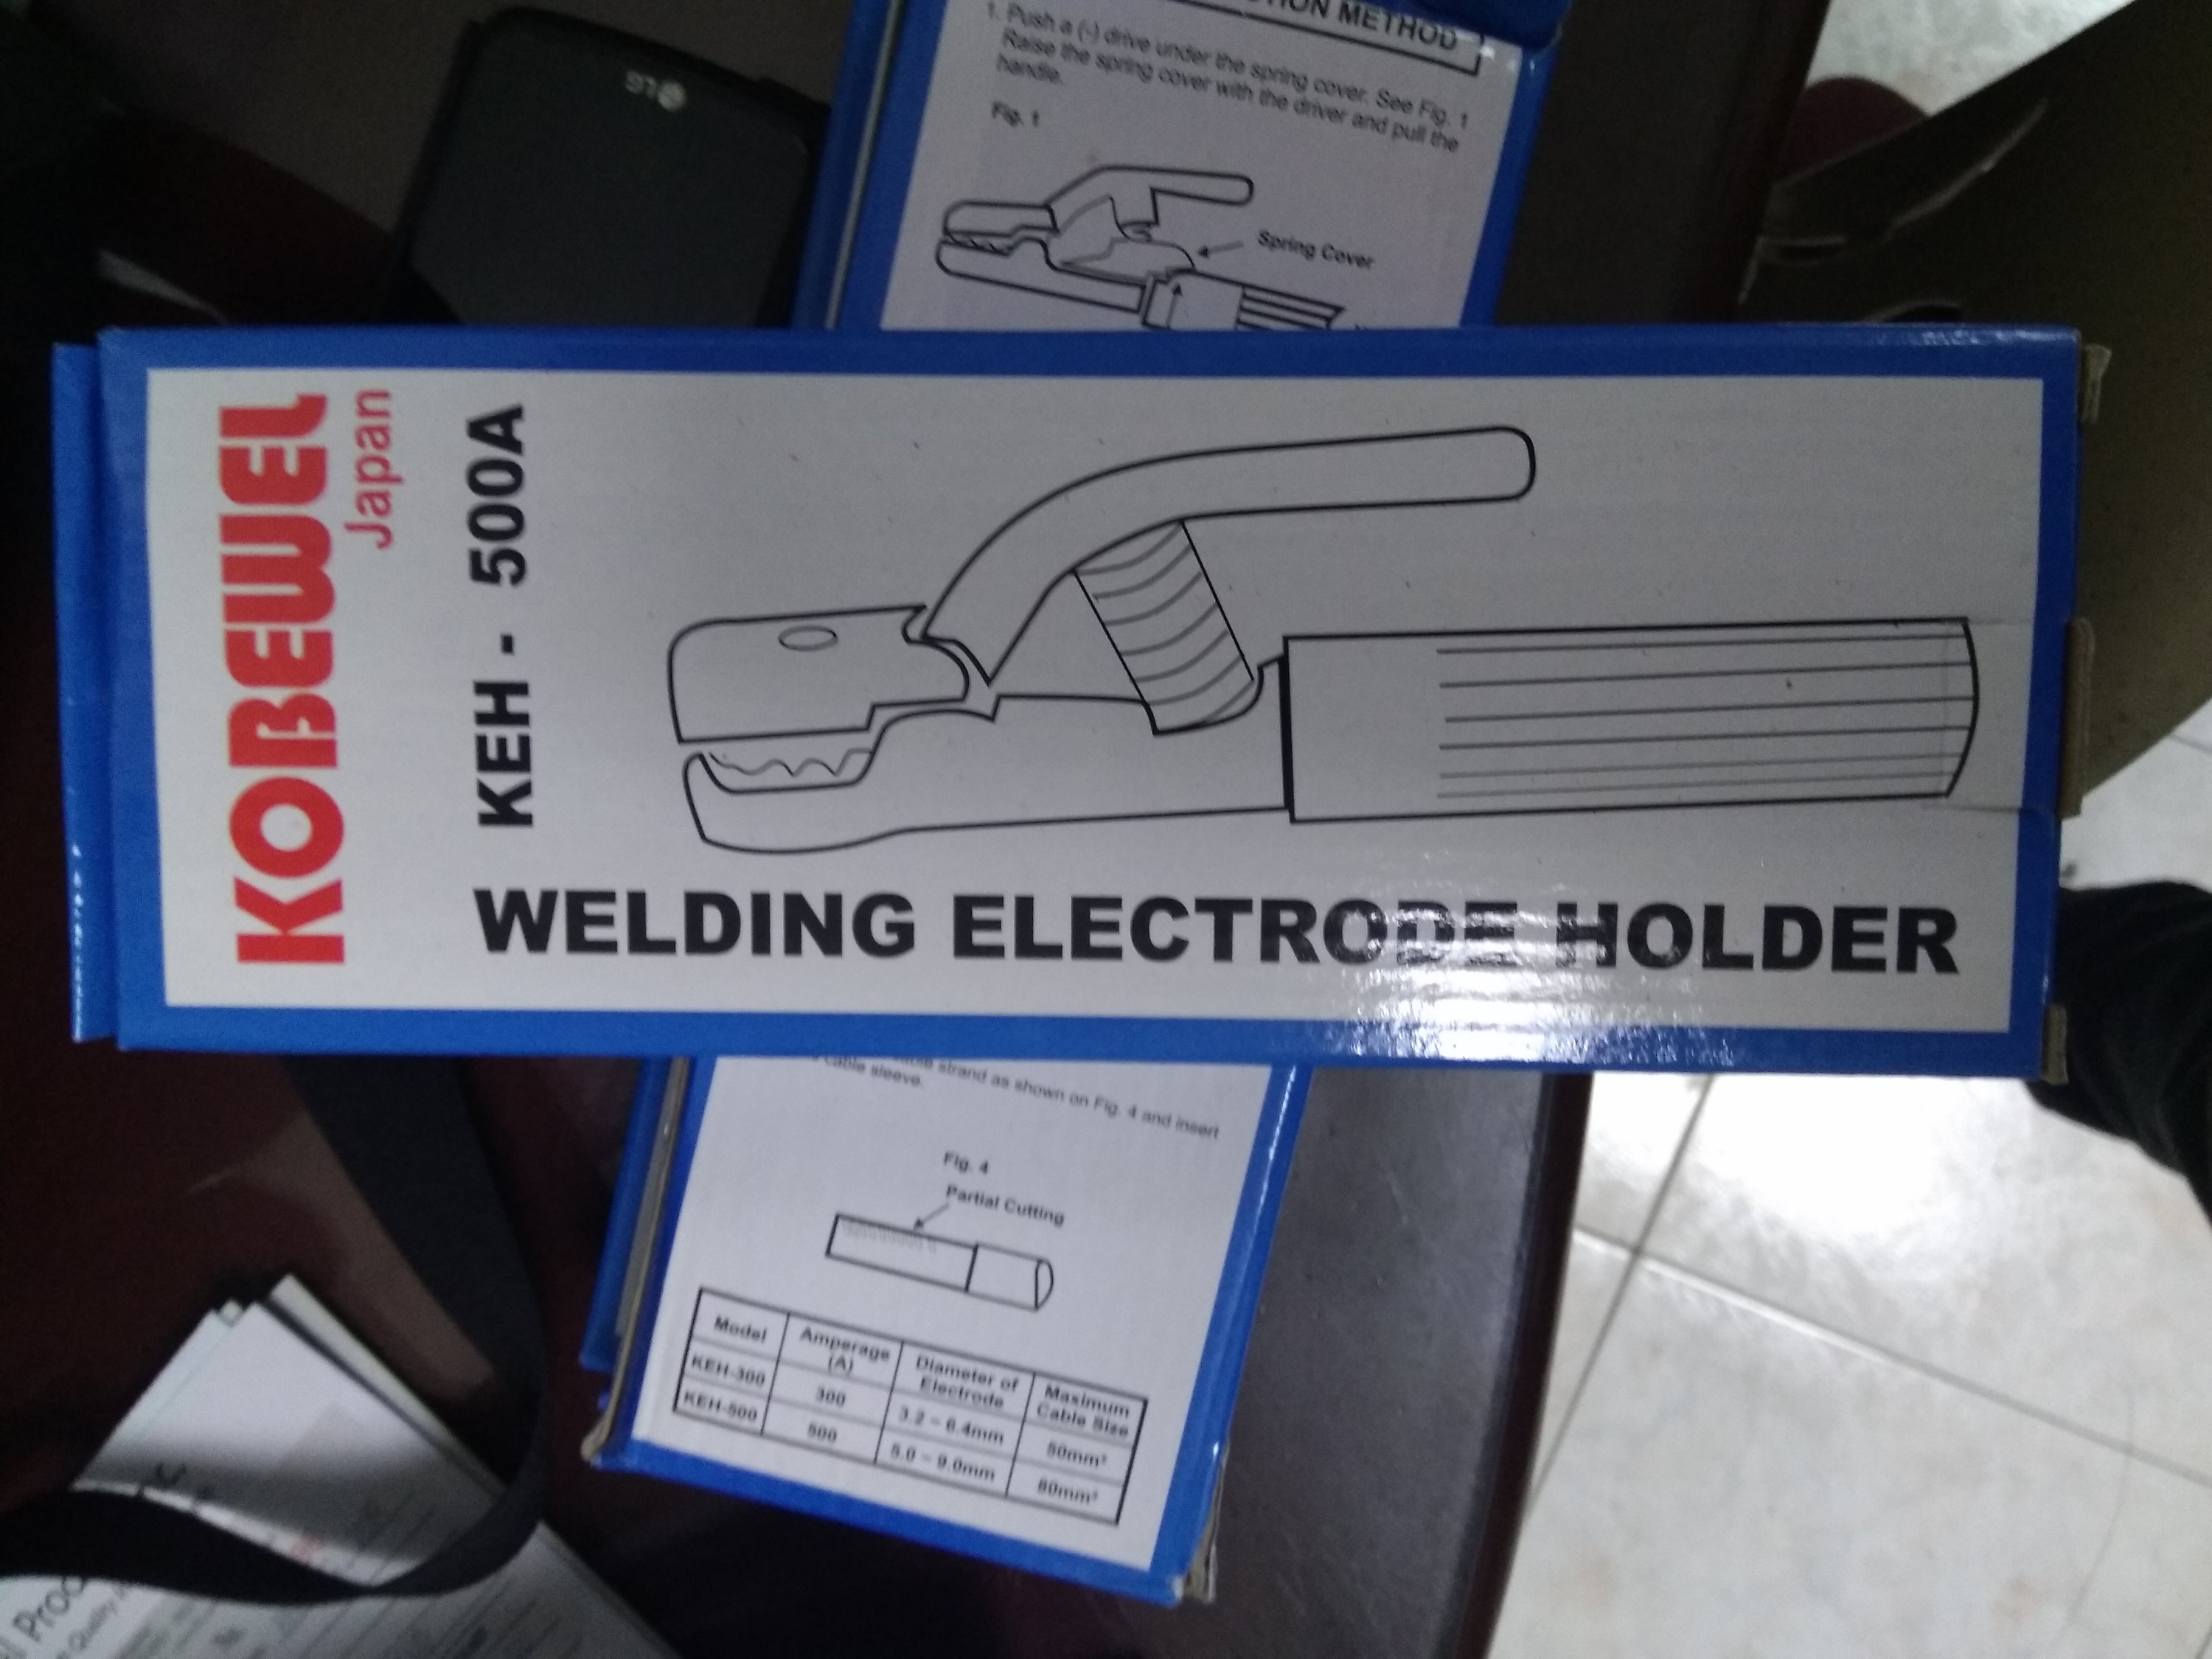 LG
TION METHOD
1. Push a (-) drive under the spring cover. See Fig. 1
Raise the spring cover with the driver and pull the
handle.
Fig. 1
Spring Cover
KOBEWEL
Japan
KEH - 500A
WELDING ELECTRODE HOLDER
strand as shown on Fig. 4 and insert
cable sleeve.
Fig. 4
Partial Cutting
Model Amperage (A) Diameter of Electrode Maximum Cable Size
KEH-300 300 3.2 ~ 6.4mm 50mm²
KEH-500 500 5.0 ~ 9.0mm 80mm²
Quality